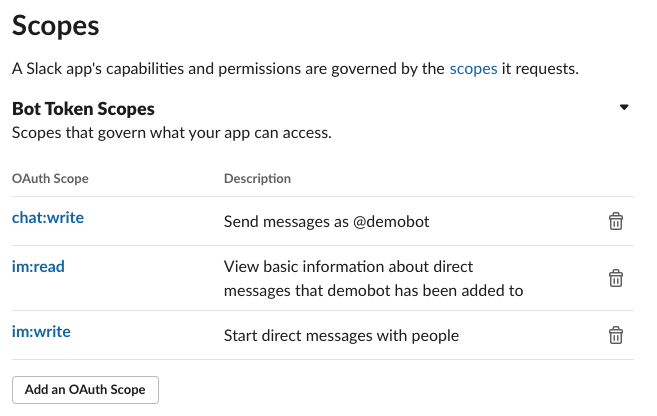 Scopes
A Slack app's capabilities and permissions are governed by the scopes it requests.
Bot Token Scopes
Scopes that govern what your app can access.
OAuth Scope Description
chat:write Send messages as @demobot
im:read View basic information about direct
messages that demobot has been added to
im:write Start direct messages with people
Add an OAuth Scope